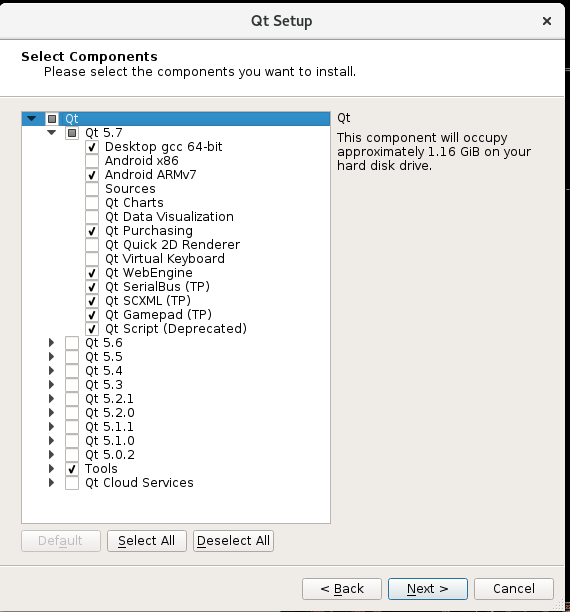 Qt Setup
Select Components
Please select the components you want to install.
Qt
Qt 5.7
Desktop gcc 64-bit
Android x86
Android ARMv7
Sources
Qt Charts
Qt Data Visualization
Qt Purchasing
Qt Quick 2D Renderer
Qt Virtual Keyboard
Qt WebEngine
Qt SerialBus (TP)
Qt SCXML (TP)
Qt Gamepad (TP)
Qt Script (Deprecated)
Qt 5.6
Qt 5.5
Qt 5.4
Qt 5.3
Qt 5.2.1
Qt 5.2.0
Qt 5.1.1
Qt 5.1.0
Qt 5.0.2
Tools
Qt Cloud Services
Qt
This component will occupy
approximately 1.16 GiB on your
hard disk drive.
Default
Select All
Deselect All
< Back
Next >
Cancel